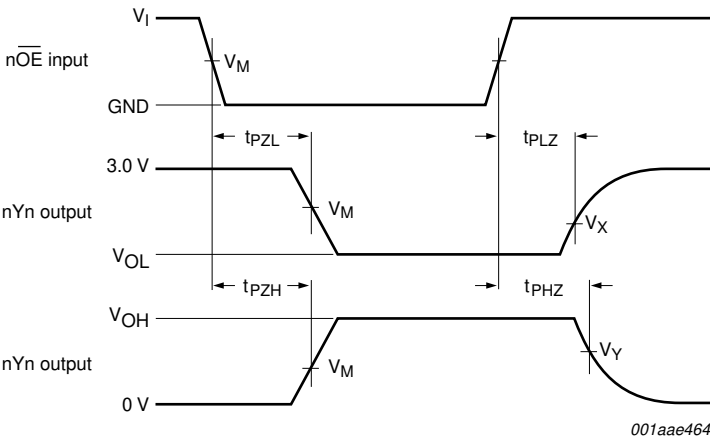 VI
nOE input
VM
GND
tPZL
tPLZ
3.0 V
nYn output
VM
VX
VOL
tPZH
tPHZ
VOH
nYn output
VM
VY
0 V
001aae464